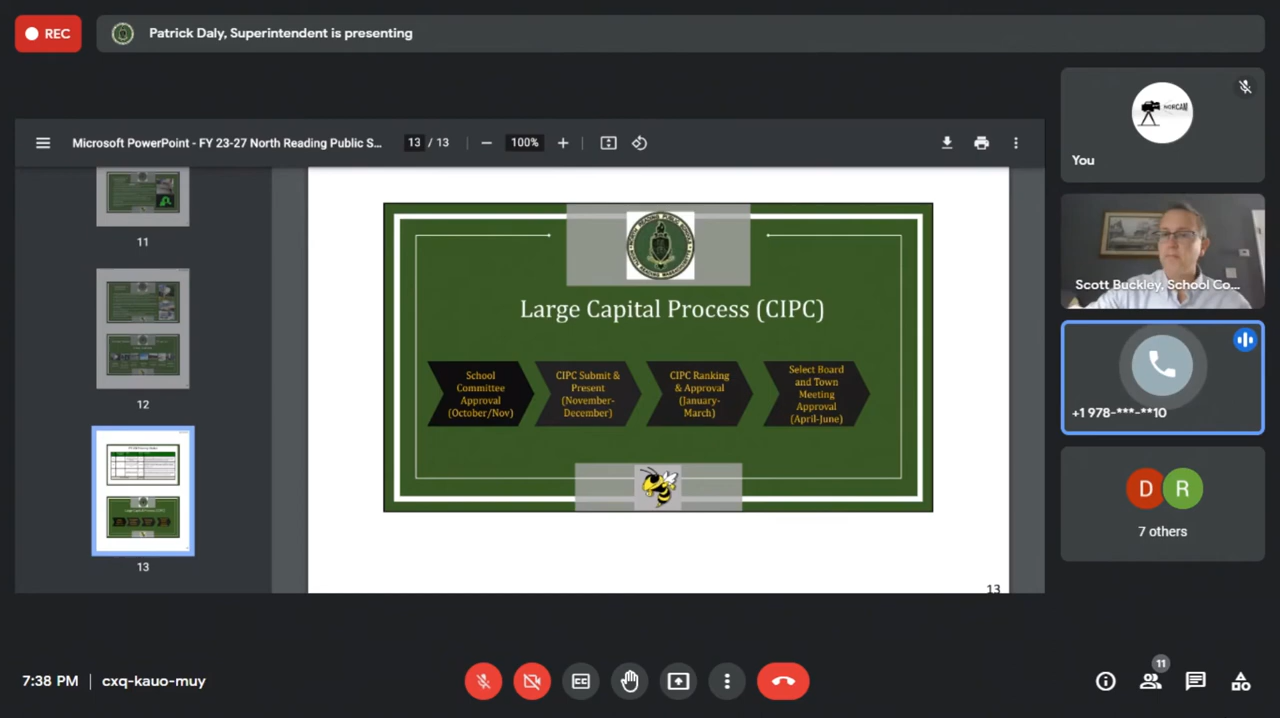 REC
Patrick Daly, Superintendent is presenting
Microsoft PowerPoint - FY 23-27 North Reading Public S...
13 / 13
100%
NORCAM
You
11
12
13
Large Capital Process (CIPC)
School
Committee
Approval
(October/Nov)
CIPC Submit &
Present
(November-
December)
CIPC Ranking
& Approval
(January-
March)
Select Board
and Town
Meeting
Approval
(April-June)
13
Scott Buckley, School Co...
+1 978-***-**10
D
R
7 others
7:38 PM | cxq-kauo-muy
CC
11